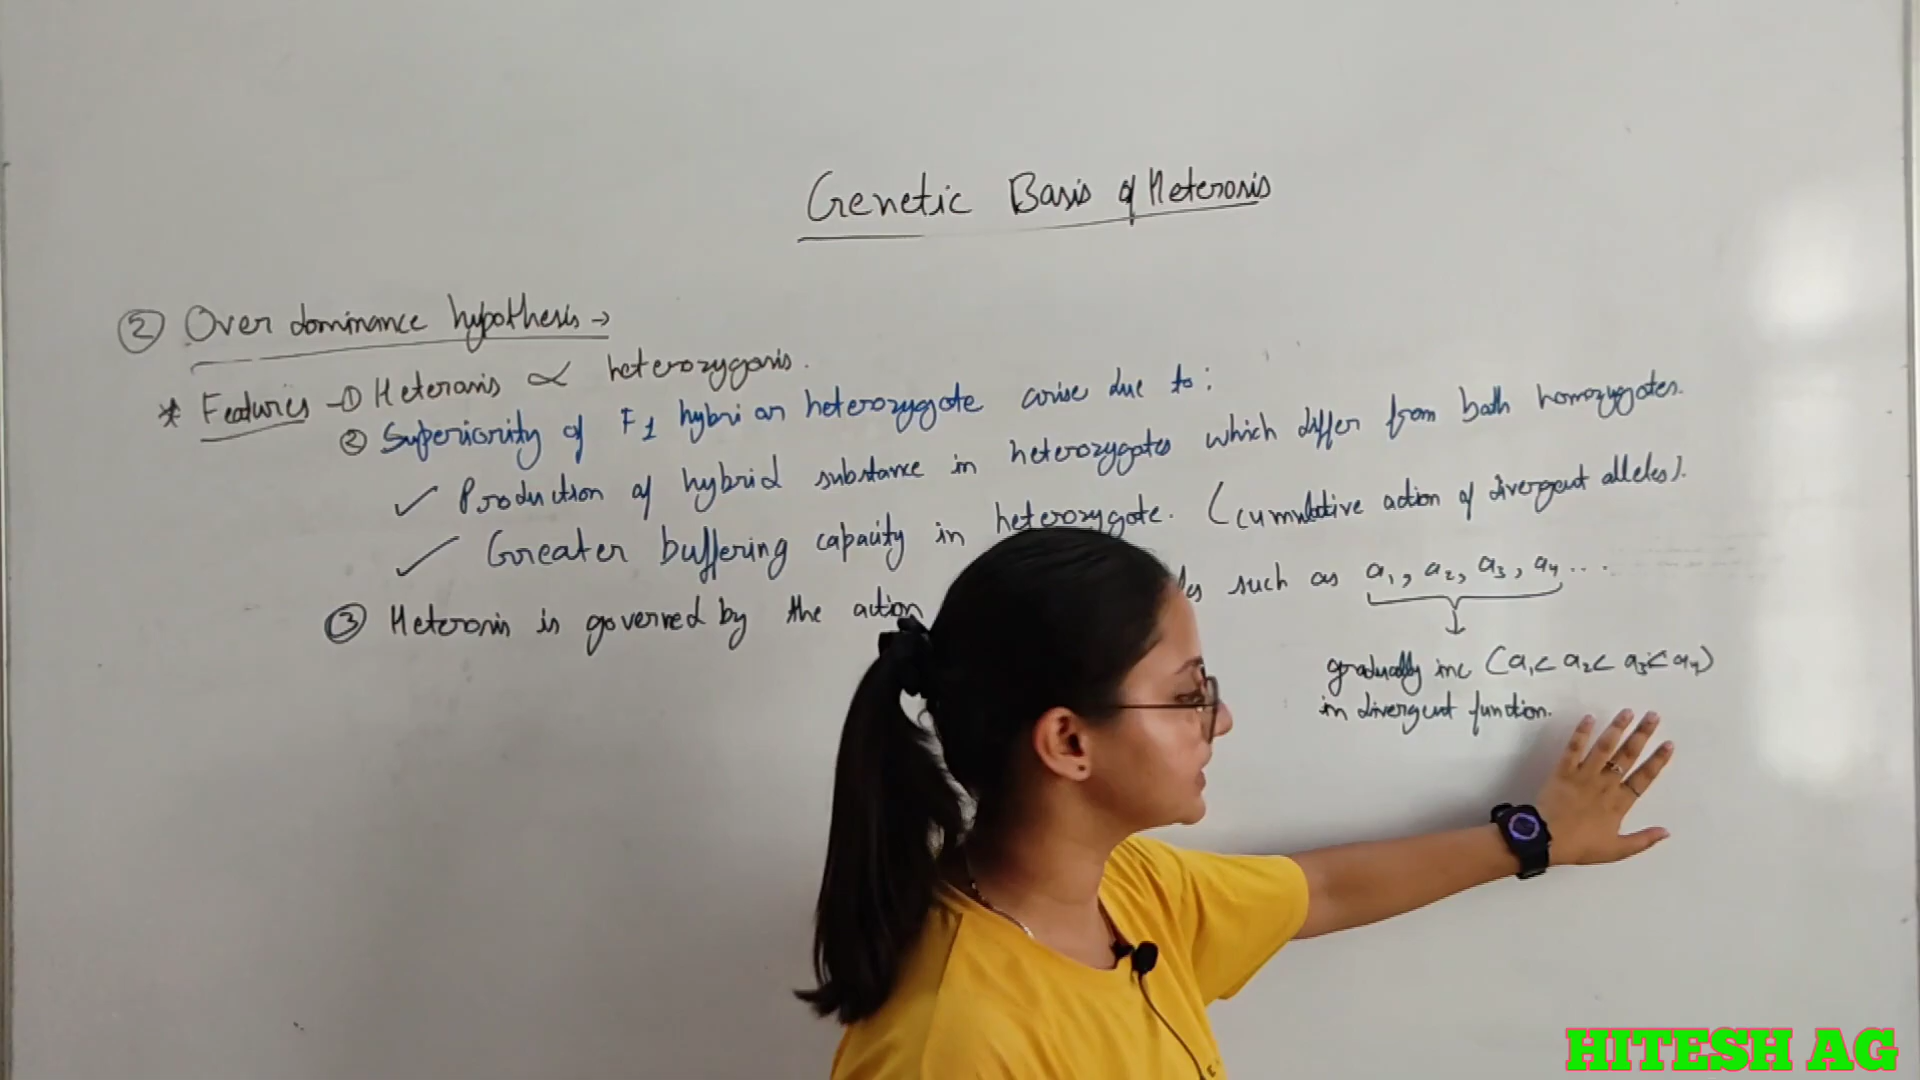 Genetic Basis of Heterosis
② Over dominance hypothesis →
* Features - ① Heterosis ∝ heterozygosis.
② Superiority of F1 hybri or heterozygote arise due to:
✓ Production of hybrid substance in heterozygotes which differ from both homozygotes.
✓ Greater buffering capacity in heterozygote. (cumulative action of divergent alleles).
③ Heterosis is governed by the action such as a1, a2, a3, a4 ...
gradually inc (a1< a2< a3< a4)
in divergent function.
HITESH AG